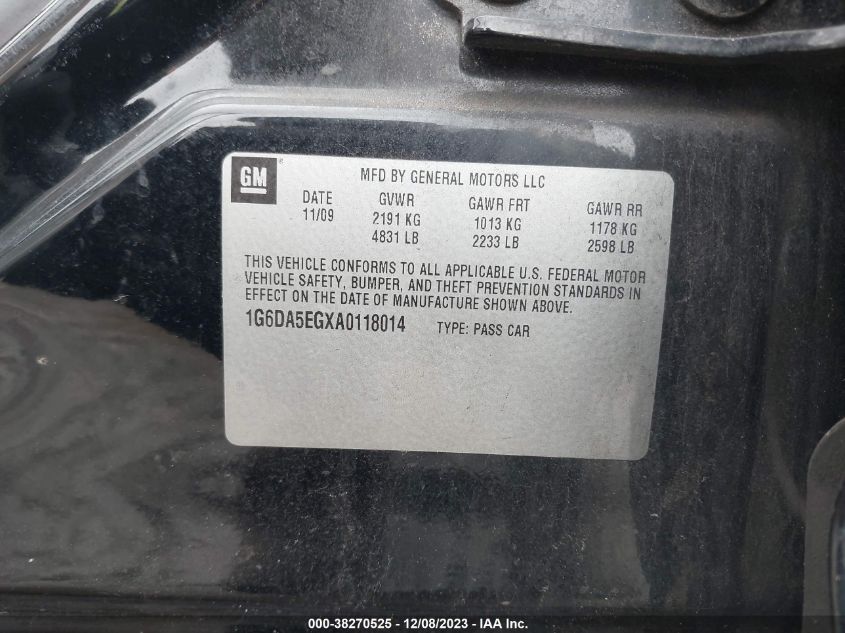 GM ®
MFD BY GENERAL MOTORS LLC
DATE GVWR GAWR FRT GAWR RR
11/09 2191 KG 1013 KG 1178 KG
4831 LB 2233 LB 2598 LB
THIS VEHICLE CONFORMS TO ALL APPLICABLE U.S. FEDERAL MOTOR
VEHICLE SAFETY, BUMPER, AND THEFT PREVENTION STANDARDS IN
EFFECT ON THE DATE OF MANUFACTURE SHOWN ABOVE.
1G6DA5EGXA0118014 TYPE: PASS CAR
000-38270525 - 12/08/2023 - IAA Inc.